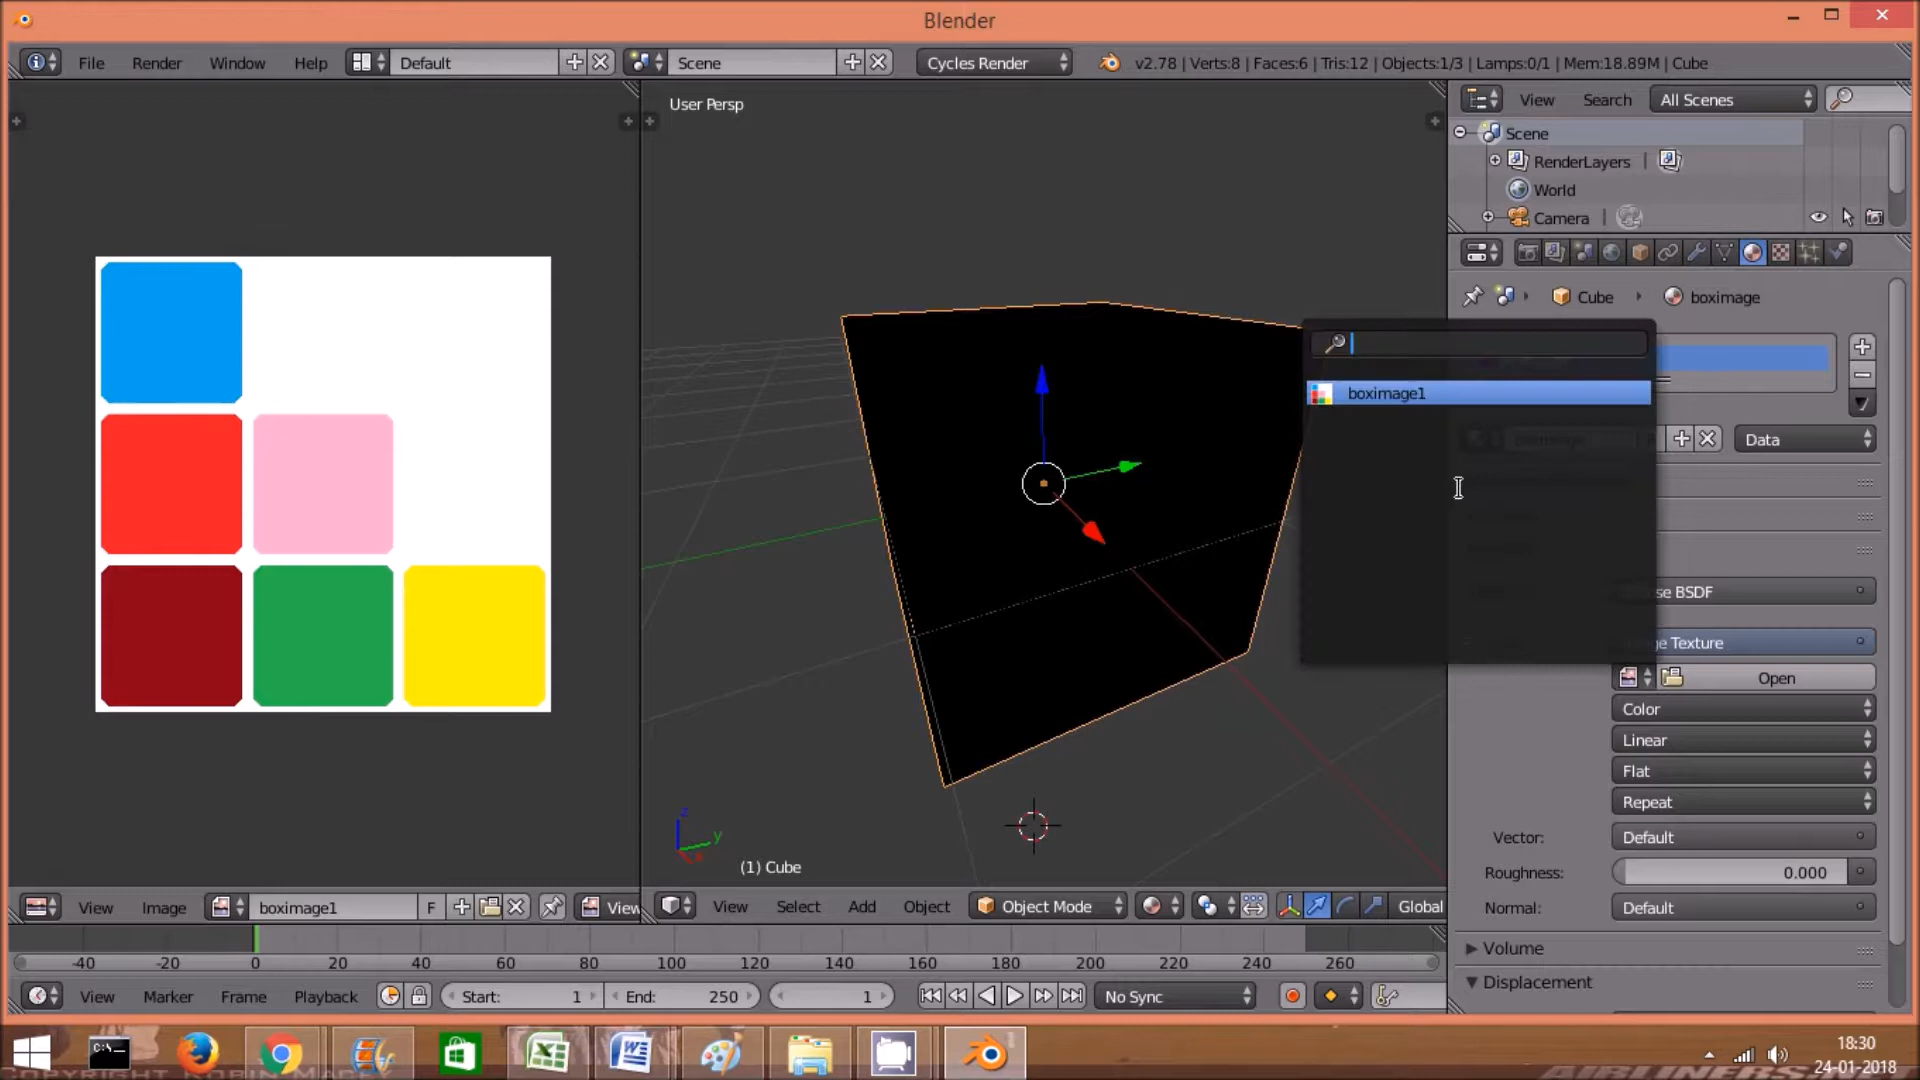 Blender
File Render Window Help Default Scene Cycles Render v2.78 | Verts:8 | Faces:6 | Tris:12 | Objects:1/3 | Lamps:0/1 | Mem:18.89M | Cube
User Persp
View Search All Scenes
Scene
RenderLayers |
World
Camera |
Cube boximage
boximage1
Data
se BSDF
ge Texture
Open
Color
Linear
Flat
Repeat
Vector: Default
Roughness: 0.000
Normal: Default
Volume
Displacement
z
y
x
(1) Cube
View Image boximage1 F View
View Select Add Object Object Mode Global
-40 -20 0 20 40 60 80 100 120 140 160 180 200 220 240 260
View Marker Frame Playback Start: 1 End: 250 1 No Sync
C:\._
18:30
24-01-2018
COPYRIGHT ROBIN MACEY
AIRLINERS.